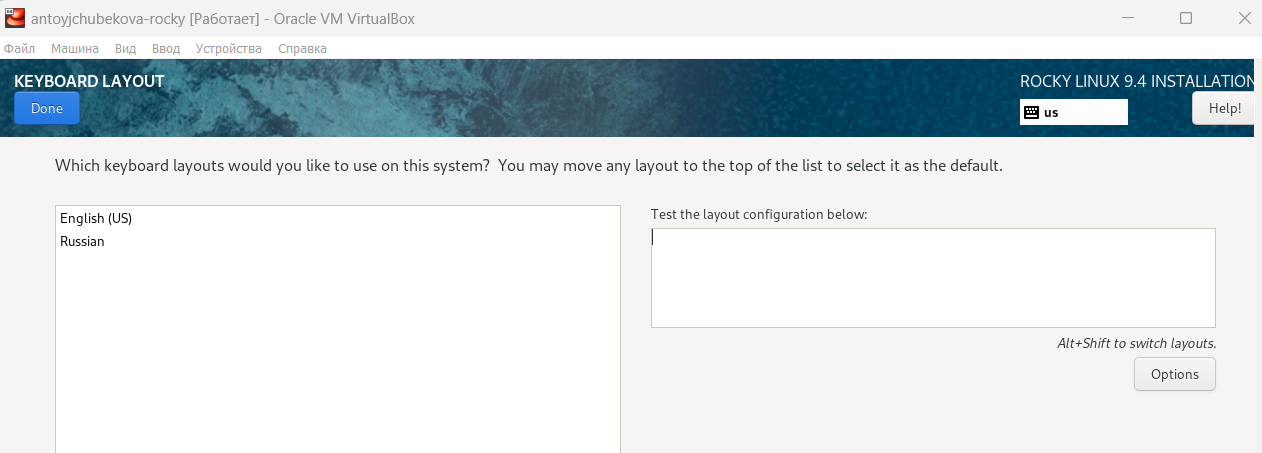 antoyjchubekova-rocky [Работает] - Oracle VM VirtualBox
Файл Машина Вид Ввод Устройства Справка
KEYBOARD LAYOUT
ROCKY LINUX 9.4 INSTALLATION
Done
us
Help!
Which keyboard layouts would you like to use on this system? You may move any layout to the top of the list to select it as the default.
English (US)
Russian
Test the layout configuration below:
Alt+Shift to switch layouts.
Options